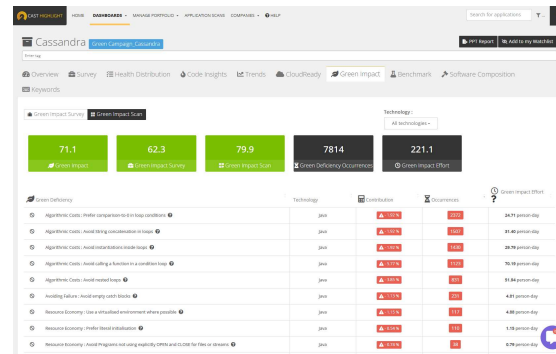 CAST HIGHLIGHT HOME DASHBOARDS MANAGE PORTFOLIO APPLICATION SCANS COMPANIES HELP Search for applications
Cassandra Green Campaign_Cassandra PPT Report Add to my Watchlist
Enter tag
Overview Survey Health Distribution Code Insights Trends CloudReady Green Impact Benchmark Software Composition
Keywords
Technology :
Green Impact Survey Green Impact Scan All technologies
71.1 62.3 79.9 7814 221.1
Green Impact Green Impact Survey Green Impact Scan Green Deficiency Occurrences Green Impact Effort
Green Deficiency Technology Contribution Occurrences Green Impact Effort
Algorithmic Costs : Prefer comparison-to-0 in loop conditions Java 3373 24.71 person-day
Algorithmic Costs : Avoid String concatenation in loops Java 1507 31.40 person-day
Algorithmic Costs : Avoid instantiations inside loops Java 1430 29.79 person-day
Algorithmic Costs : Avoid calling a function in a condition loop Java 1123 70.19 person-day
Algorithmic Costs : Avoid nested loops Java 831 51.94 person-day
Avoiding Failure : Avoid empty catch blocks Java 231 4.81 person-day
Resource Economy : Use a virtualised environment where possible Java 117 4.88 person-day
Resource Economy : Prefer literal initialisation Java 110 1.15 person-day
Resource Economy : Avoid Programs not using explicitly OPEN and CLOSE for files or streams Java 38 0.79 person-day